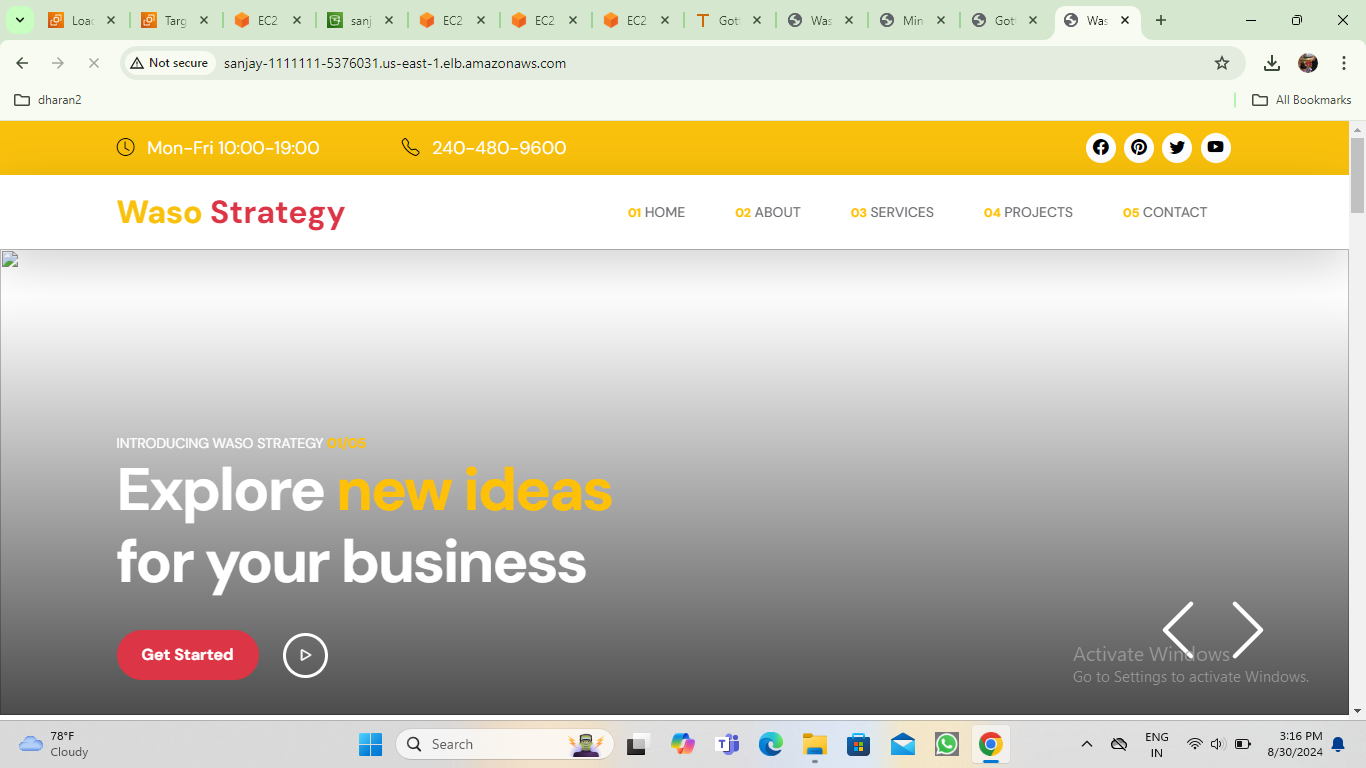 Load
Targ
EC2
sanj
EC2
EC2
EC2
Got
Was
Min
Got
Was
Not secure
sanjay-1111111-5376031.us-east-1.elb.amazonaws.com
dharan2
All Bookmarks
Mon-Fri 10:00-19:00
240-480-9600
Waso Strategy
01 HOME
02 ABOUT
03 SERVICES
04 PROJECTS
05 CONTACT
INTRODUCING WASO STRATEGY 01/05
Explore new ideas
for your business
Get Started
Activate Windows
Go to Settings to activate Windows.
78°F
Cloudy
Search
ENG
IN
3:16 PM
8/30/2024